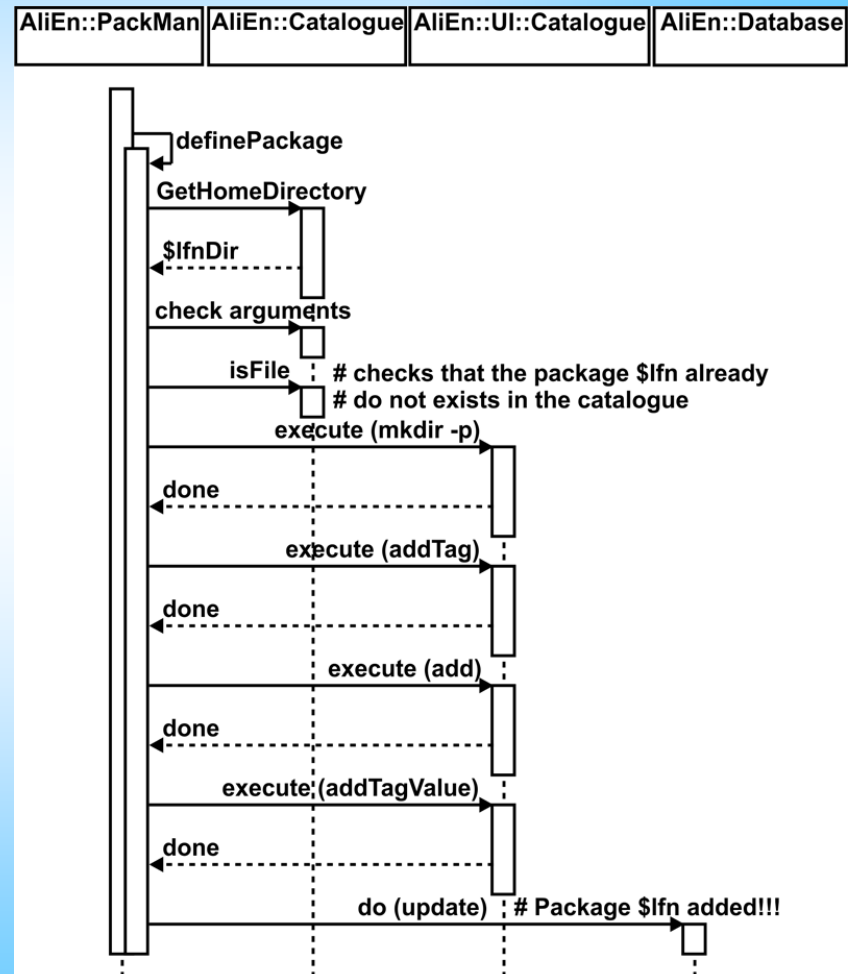 AliEn::PackMan AliEn::Catalogue AliEn::UI::Catalogue AliEn::Database
definePackage
GetHomeDirectory
$lfnDir
check arguments
isFile # checks that the package $lfn already
# do not exists in the catalogue
execute (mkdir -p)
done
execute (addTag)
done
execute (add)
done
execute (addTagValue)
done
do (update) # Package $lfn added!!!